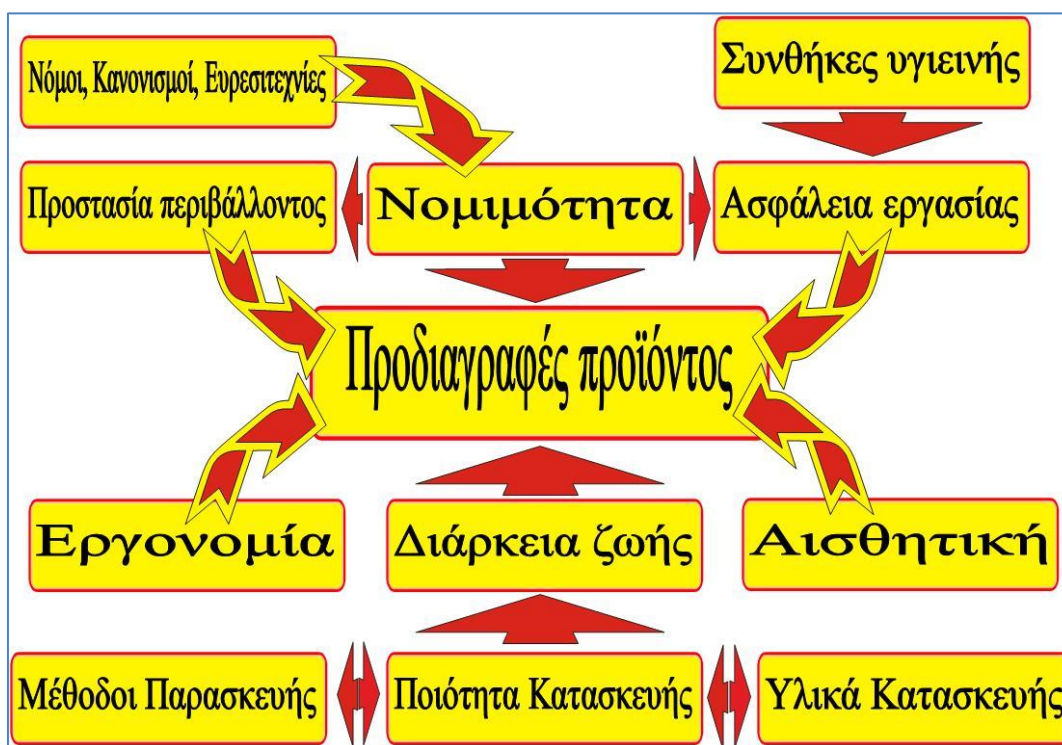 Νόμοι, Κανονισμοί, Ευρεσιτεχνίες
Συνθήκες υγιεινής
Προστασία περιβάλλοντος
Νομιμότητα
Ασφάλεια εργασίας
Προδιαγραφές προϊόντος
Εργονομία
Διάρκεια ζωής
Αισθητική
Μέθοδοι Παρασκευής
Ποιότητα Κατασκευής
Υλικά Κατασκευής